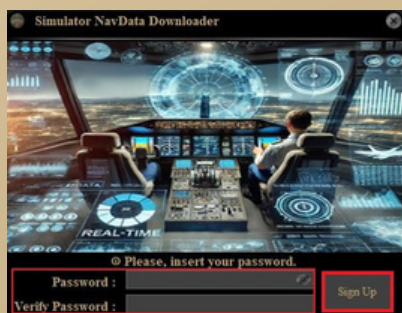 Simulator NavData Downloader
REAL-TIME
Please, insert your password.
Password :
Verify Password :
Sign Up